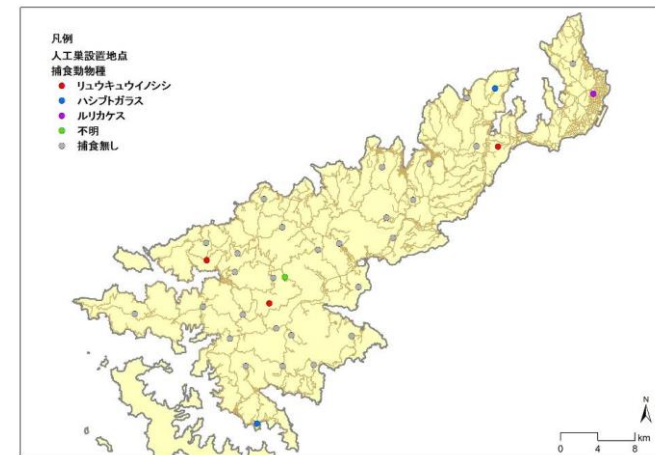 凡例
人工巣設置地点
捕食動物種
リュウキュウイノシシ
ハシブトガラス
ルリカケス
不明
捕食無し
N
km
0 4 8